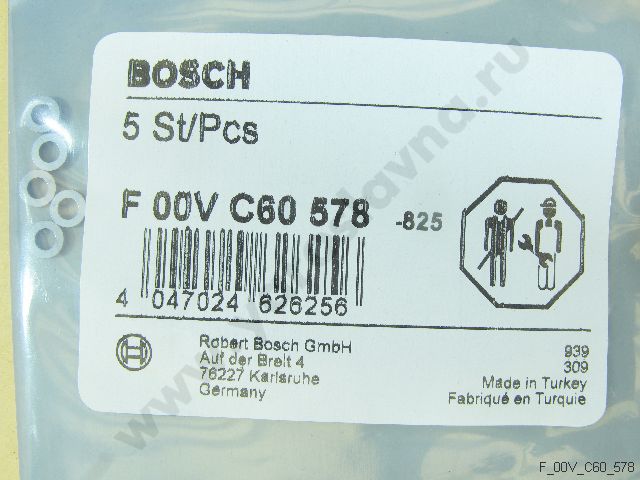 BOSCH
5 St/Pcs
F 00V C60 578 -825
4 047024 626256
Robert Bosch GmbH
Auf der Breit 4
76227 Karlsruhe
Germany
939
309
Made in Turkey
Fabriqué en Turquie
F_00V_C60_578